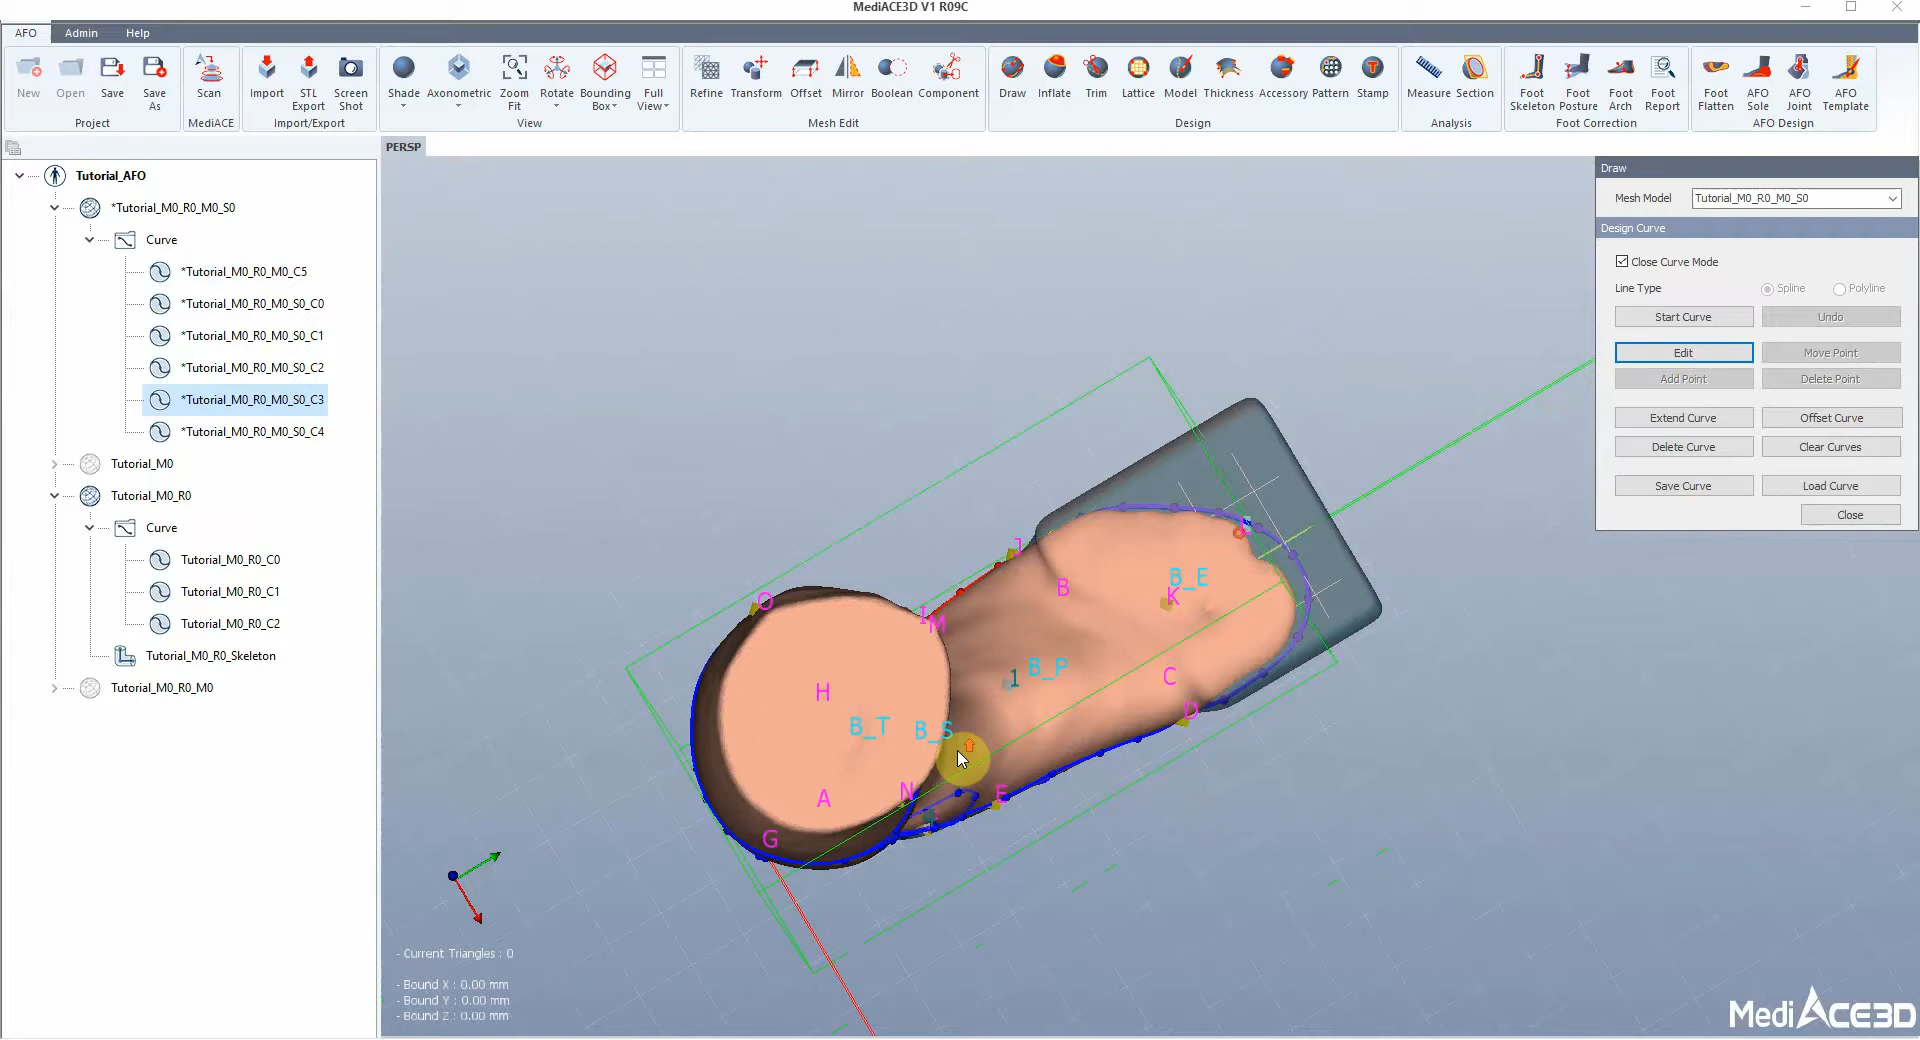 MediACE3D V1 R09C
AFO Admin Help
New Open Save Save As Scan Import STL Export Screen Shot Shade Axonometric Zoom Fit Rotate Bounding Box Full View Refine Transform Offset Mirror Boolean Component Draw Inflate Trim Lattice Model Thickness Accessory Pattern Stamp Measure Section Foot Skeleton Foot Posture Foot Arch Foot Report Foot Flatten AFO Sole AFO Joint AFO Template
Project MediACE Import/Export View Mesh Edit Design Analysis Foot Correction AFO Design
PERSP
Tutorial_AFO
*Tutorial_M0_R0_M0_S0
Curve
*Tutorial_M0_R0_M0_C5
*Tutorial_M0_R0_M0_S0_C0
*Tutorial_M0_R0_M0_S0_C1
*Tutorial_M0_R0_M0_S0_C2
*Tutorial_M0_R0_M0_S0_C3
*Tutorial_M0_R0_M0_S0_C4
Tutorial_M0
Tutorial_M0_R0
Curve
Tutorial_M0_R0_C0
Tutorial_M0_R0_C1
Tutorial_M0_R0_C2
Tutorial_M0_R0_Skeleton
Tutorial_M0_R0_M0
Draw
Mesh Model Tutorial_M0_R0_M0_S0
Design Curve
Close Curve Mode
Line Type Spline Polyline
Start Curve Undo
Edit Move Point
Add Point Delete Point
Extend Curve Offset Curve
Delete Curve Clear Curves
Save Curve Load Curve
Close
J
B
B_E
K
O
I
M
1
B_P
C
D
H
B_T
B_S
A
N
E
G
- Current Triangles : 0
- Bound X : 0.00 mm
- Bound Y : 0.00 mm
- Bound Z : 0.00 mm
MediACE3D